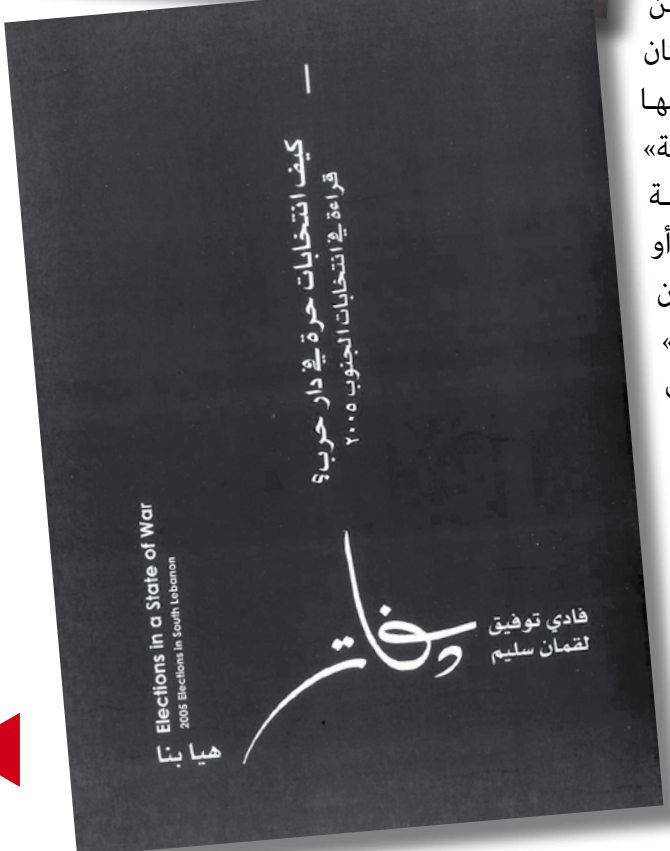 أو
كيف انتخابات حرة في دار حرب؟
قراءة في انتخابات الجنوب ٢٠٠٥
دفاتر
فادي توفيق
لقمان سليم
Elections in a State of War
2005 Elections in South Lebanon
هيا بنا